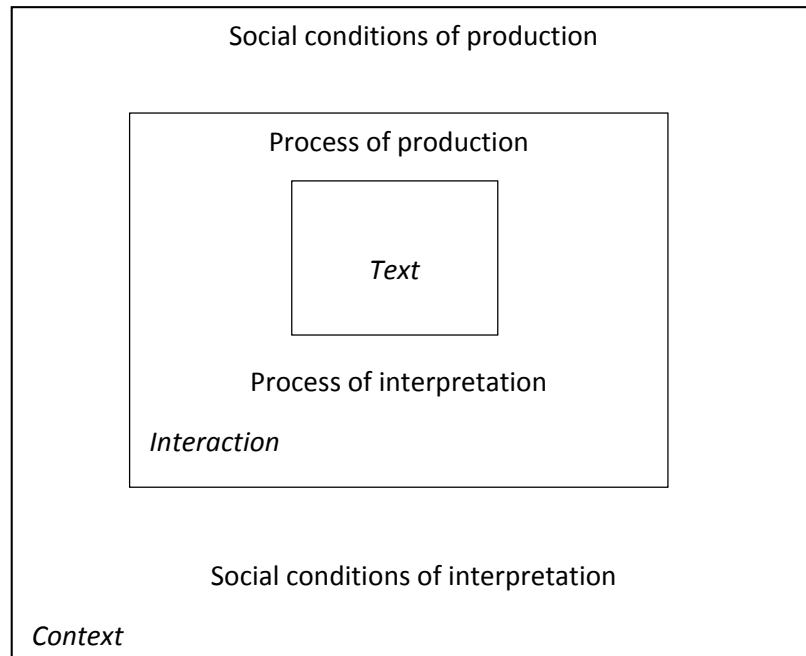 Social conditions of production
Process of production
Text
Process of interpretation
Interaction
Social conditions of interpretation
Context